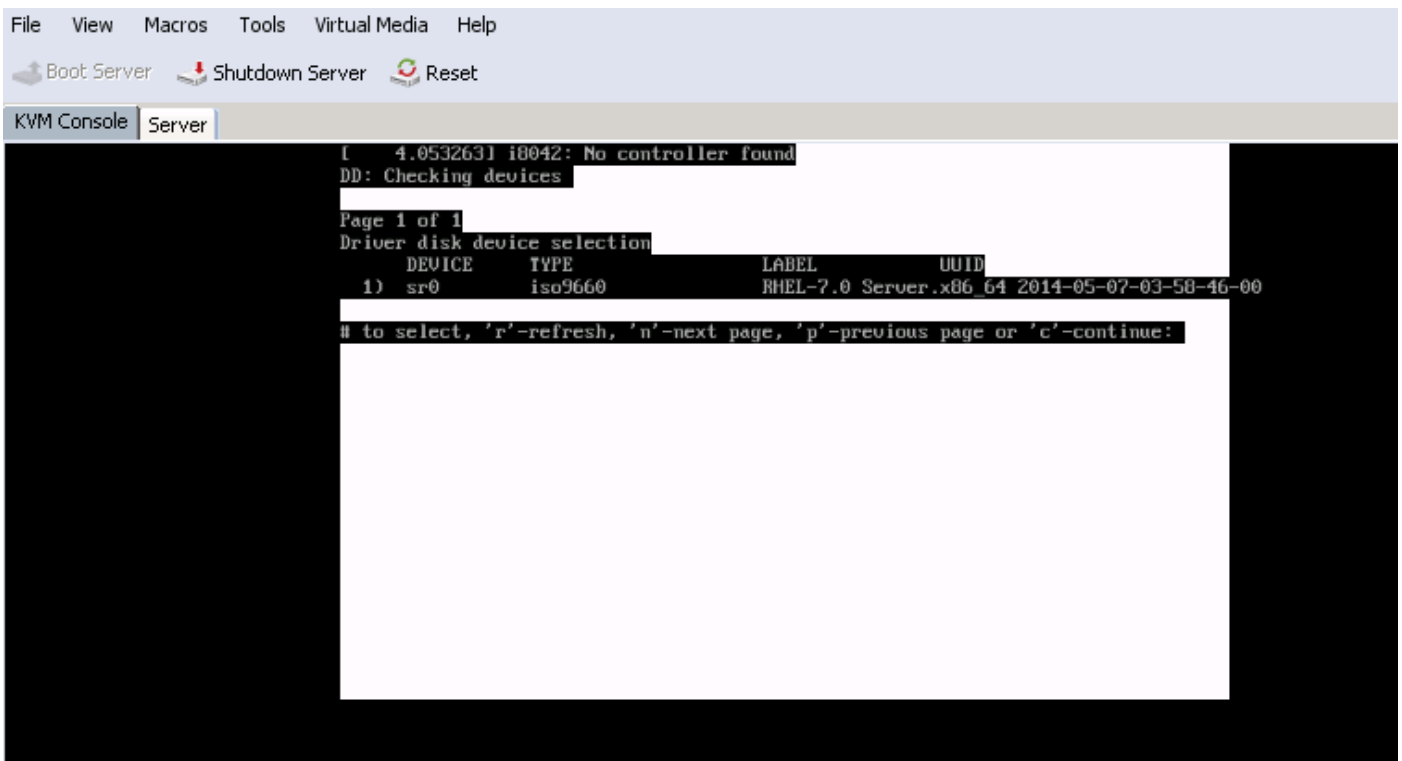 File View Macros Tools Virtual Media Help
Boot Server Shutdown Server Reset
KVM Console Server
[ 4.053263] i8042: No controller found
DD: Checking devices
Page 1 of 1
Driver disk device selection
DEVICE TYPE LABEL UUID
1) sr0 iso9660 RHEL-7.0 Server.x86_64 2014-05-07-03-58-46-00
# to select, 'r'-refresh, 'n'-next page, 'p'-previous page or 'c'-continue: